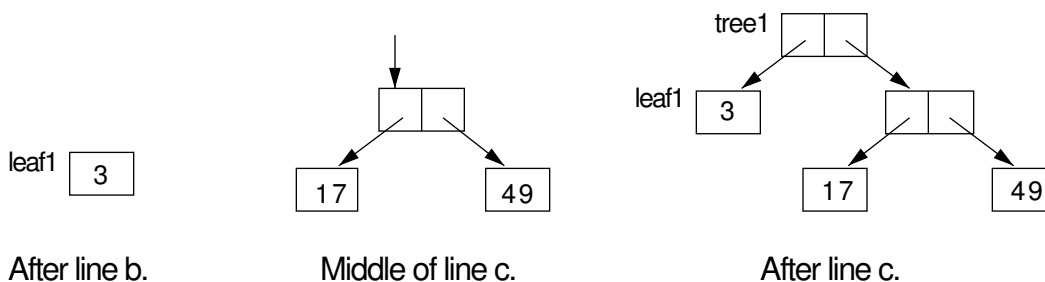 leaf1 3
After line b.
17 49
Middle of line c.
tree1
leaf1 3
17 49
After line c.